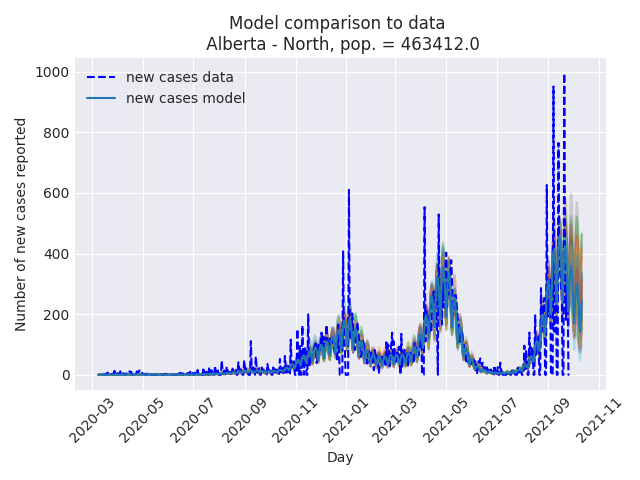 Model comparison to data
Alberta - North, pop. = 463412.0
new cases data
new cases model
Number of new cases reported
1000
800
600
400
200
0
2020-03
2020-05
2020-07
2020-09
2020-11
2021-01
2021-03
2021-05
2021-07
2021-09
2021-11
Day